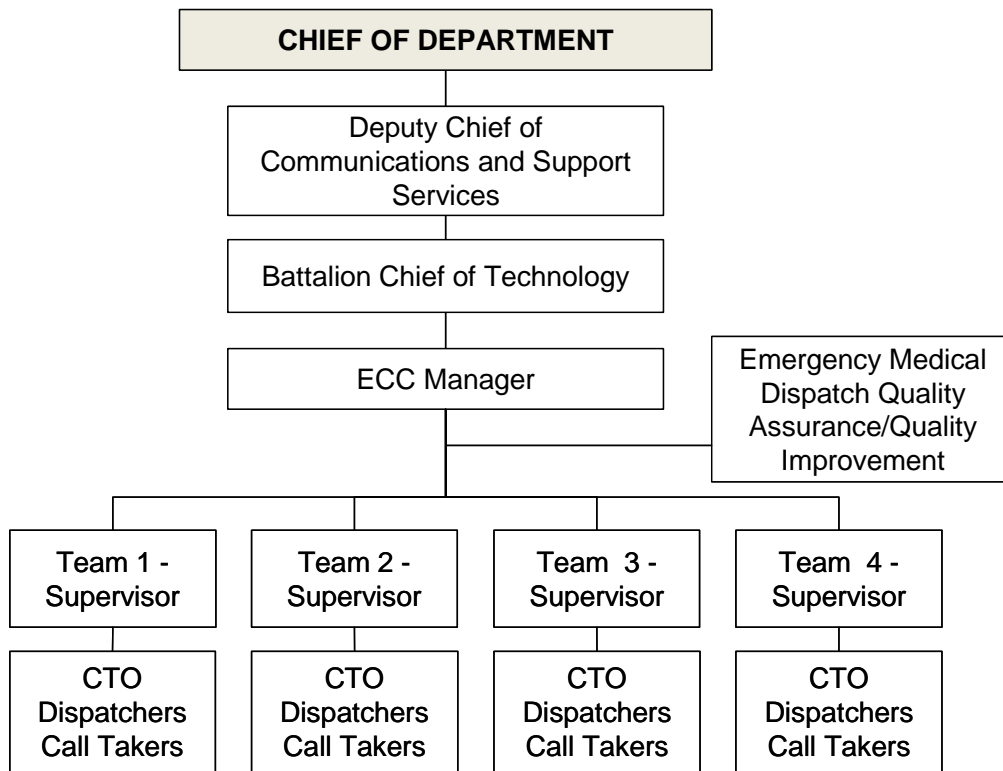 CHIEF OF DEPARTMENT
Deputy Chief of
Communications and Support
Services
Battalion Chief of Technology
ECC Manager
Emergency Medical
Dispatch Quality
Assurance/Quality
Improvement
Team 1 -
Supervisor
Team 2 -
Supervisor
Team  3 -
Supervisor
Team  4 -
Supervisor
CTO
Dispatchers
Call Takers
CTO
Dispatchers
Call Takers
CTO
Dispatchers
Call Takers
CTO
Dispatchers
Call Takers